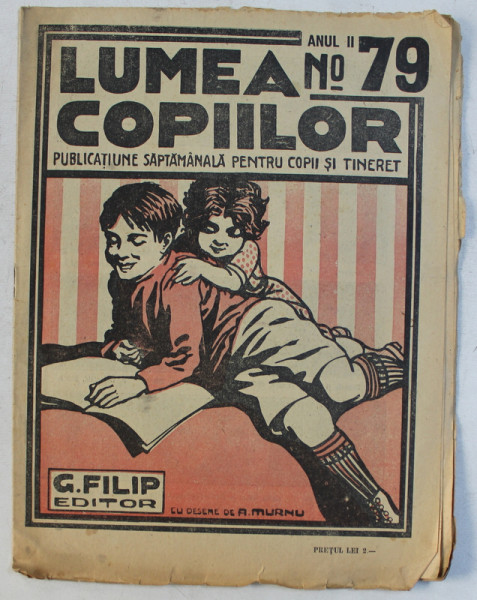 ANUL II
LUMEA No 79
COPIILOR
PUBLICAȚIUNE SAPTĂMÂNALĂ PENTRU COPII ȘI TINERET
G. FILIP
EDITOR
CU DESENE DE A. MURNU
PREȚUL LEI 2.—